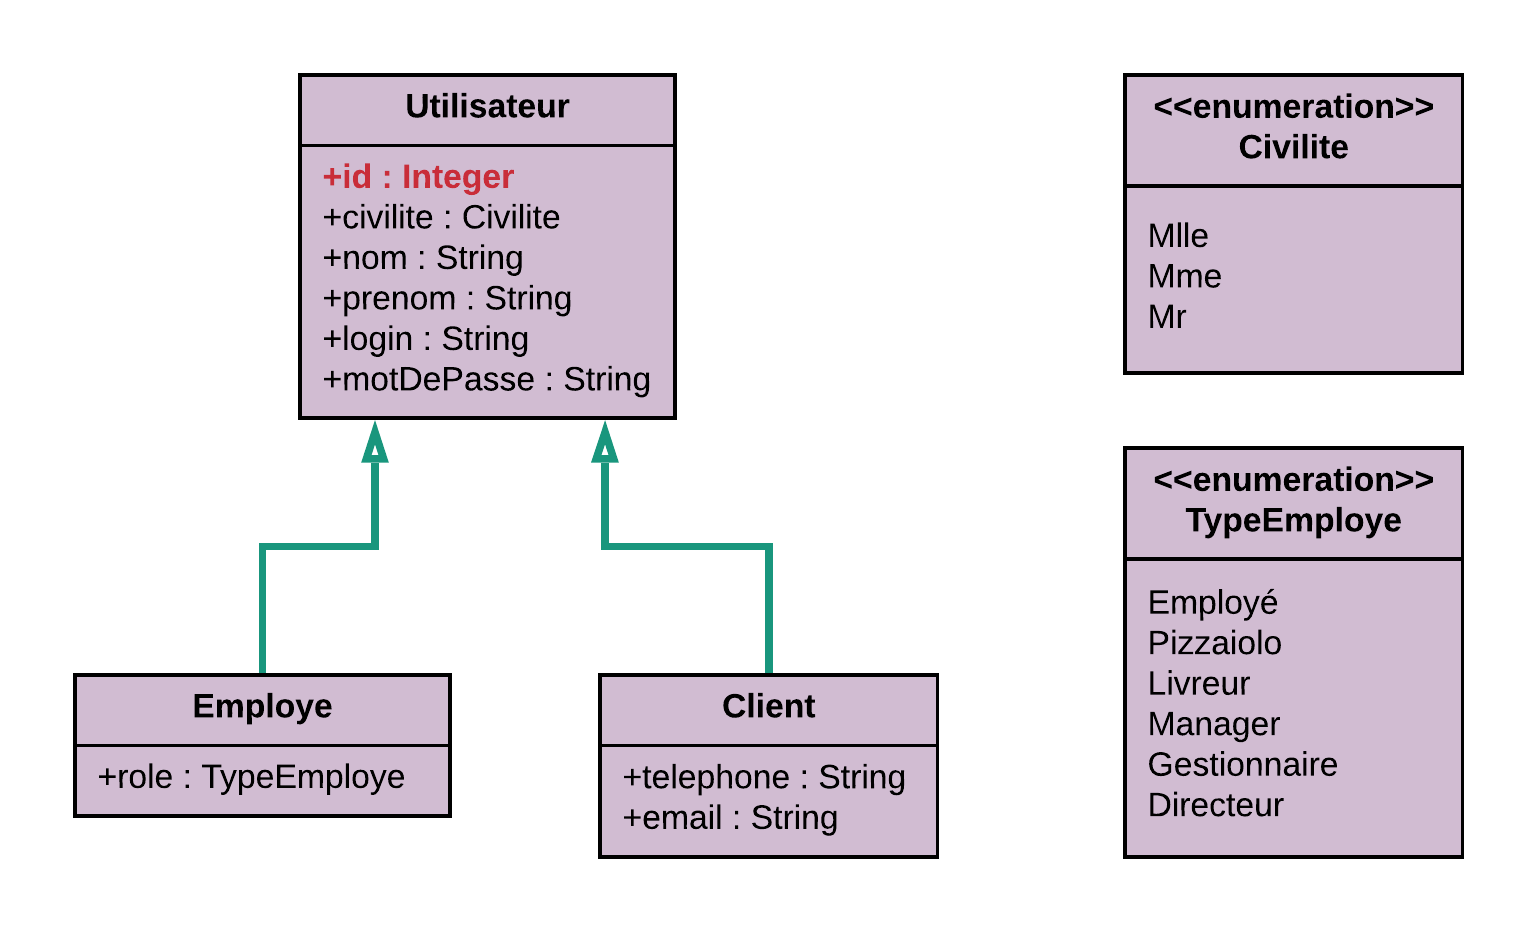 Utilisateur
+id : Integer
+civilite : Civilite
+nom : String
+prenom : String
+login : String
+motDePasse : String
<<enumeration>>
Civilite
Mlle
Mme
Mr
<<enumeration>>
TypeEmploye
Employé
Pizzaiolo
Livreur
Manager
Gestionnaire
Directeur
Employe
+role : TypeEmploye
Client
+telephone : String
+email : String